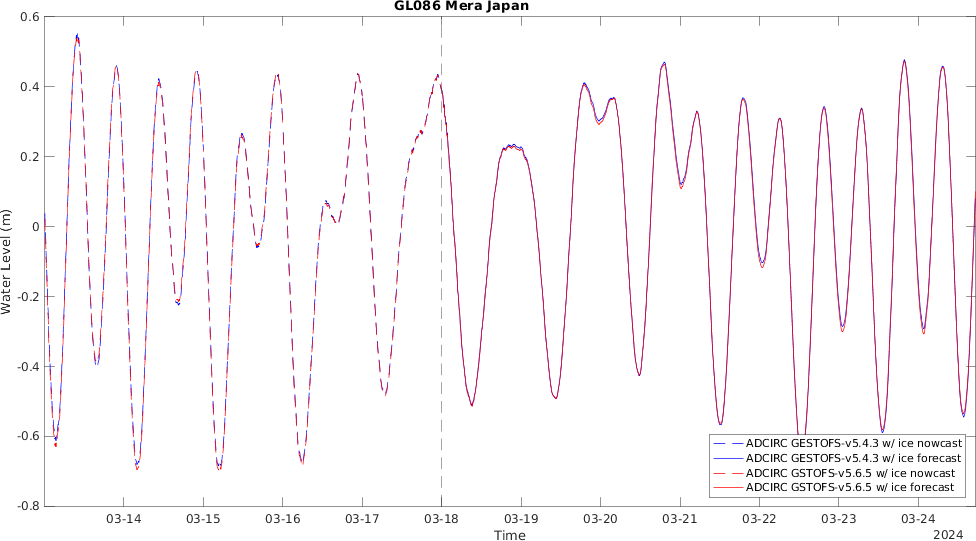 GL086 Mera Japan
0.6
0.4
0.2
0
-0.2
-0.4
-0.6
-0.8
Water Level (m)
ADCIRC GESTOFS-v5.4.3 w/ ice nowcast
ADCIRC GSTOFS-v5.4.3 w/ ice forecast
ADCIRC GSTOFS-v5.6.5 w/ ice nowcast
ADCIRC GSTOFS-v5.6.5 w/ ice forecast
03-14 03-15 03-16 03-17 03-18 03-19 03-20 03-21 03-22 03-23 03-24
Time
2024